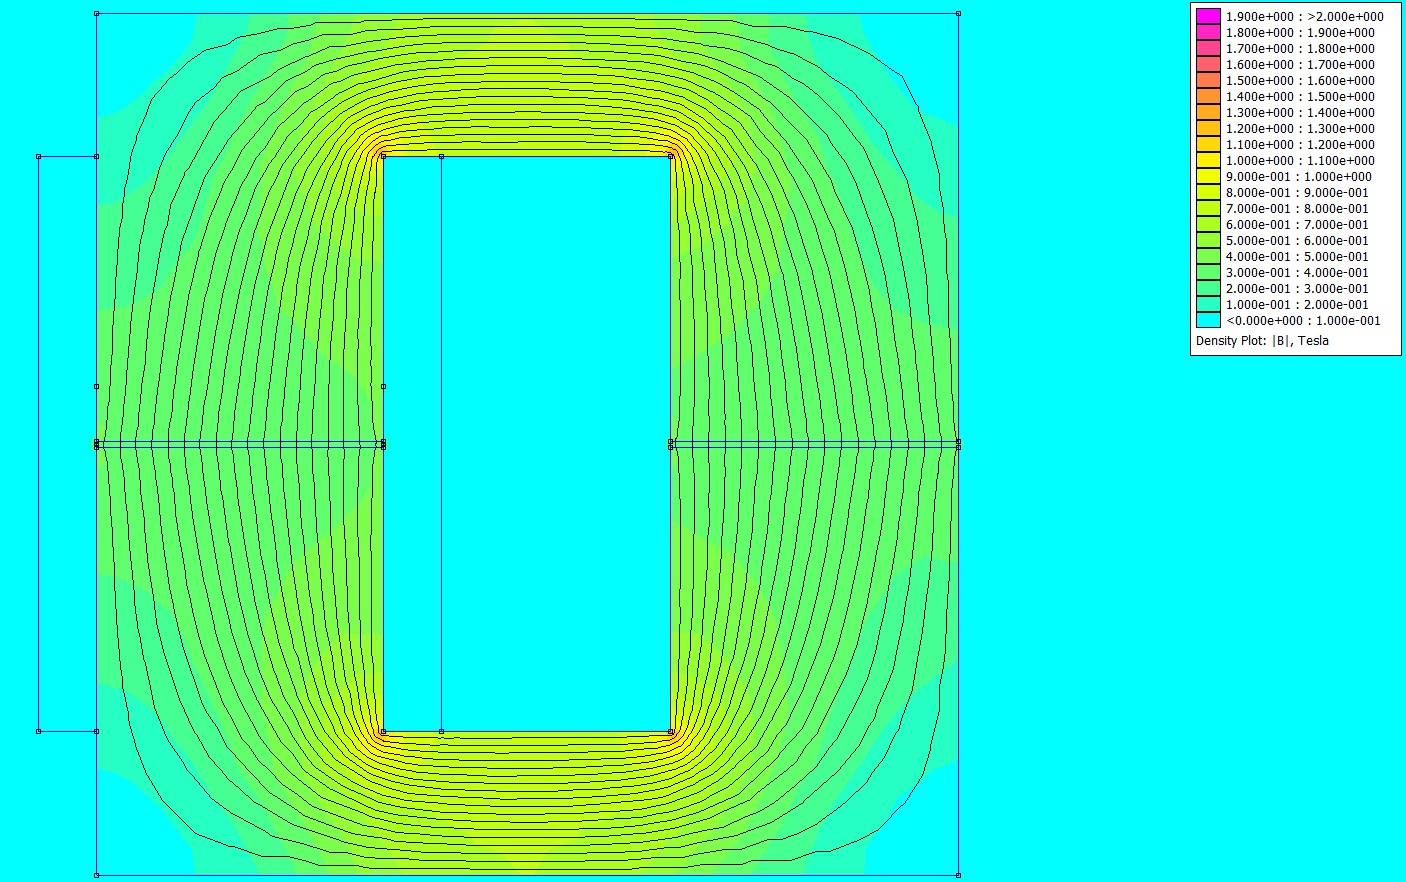 1.900e+000 : >2.000e+000
1.800e+000 : 1.900e+000
1.700e+000 : 1.800e+000
1.600e+000 : 1.700e+000
1.500e+000 : 1.600e+000
1.400e+000 : 1.500e+000
1.300e+000 : 1.400e+000
1.200e+000 : 1.300e+000
1.100e+000 : 1.200e+000
1.000e+000 : 1.100e+000
9.000e-001 : 1.000e+000
8.000e-001 : 9.000e-001
7.000e-001 : 8.000e-001
6.000e-001 : 7.000e-001
5.000e-001 : 6.000e-001
4.000e-001 : 5.000e-001
3.000e-001 : 4.000e-001
2.000e-001 : 3.000e-001
1.000e-001 : 2.000e-001
<0.000e+000 : 1.000e-001
Density Plot: |B|, Tesla